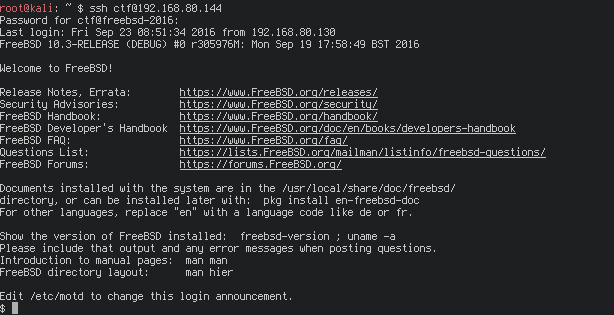 root@kali: ~ $ ssh ctf@192.168.80.144
Password for ctf@freebsd-2016:
Last login: Fri Sep 23 08:51:34 2016 from 192.168.80.130
FreeBSD 10.3-RELEASE (DEBUG) #0 r305976M: Mon Sep 19 17:58:49 BST 2016

Welcome to FreeBSD!

Release Notes, Errata: https://www.FreeBSD.org/releases/
Security Advisories: https://www.FreeBSD.org/security/
FreeBSD Handbook: https://www.FreeBSD.org/handbook/
FreeBSD Developer's Handbook https://www.FreeBSD.org/doc/en/books/developers-handbook
FreeBSD FAQ: https://www.FreeBSD.org/faq/
Questions List: https://lists.FreeBSD.org/mailman/listinfo/freebsd-questions/
FreeBSD Forums: https://forums.FreeBSD.org/

Documents installed with the system are in the /usr/local/share/doc/freebsd/
directory, or can be installed later with: pkg install en-freebsd-doc
For other languages, replace "en" with a language code like de or fr.

Show the version of FreeBSD installed: freebsd-version ; uname -a
Please include that output and any error messages when posting questions.
Introduction to manual pages: man man
FreeBSD directory layout: man hier

Edit /etc/motd to change this login announcement.
$